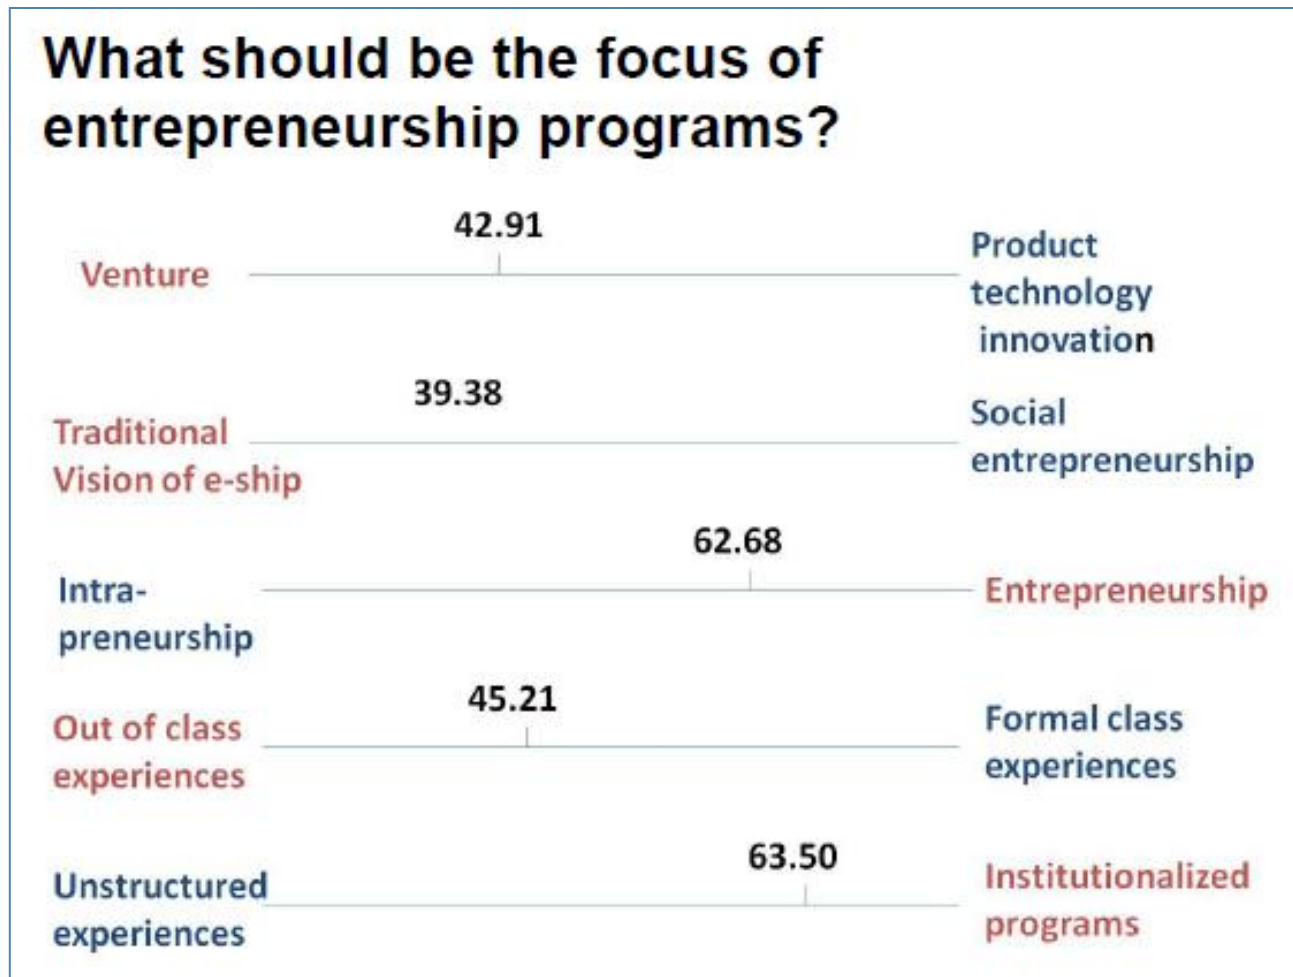 What should be the focus of
entrepreneurship programs?
42.91
Venture
Product
technology
innovation
39.38
Traditional
Vision of e-ship
Social
entrepreneurship
62.68
Intra-
preneurship
Entrepreneurship
45.21
Out of class
experiences
Formal class
experiences
63.50
Unstructured
experiences
Institutionalized
programs